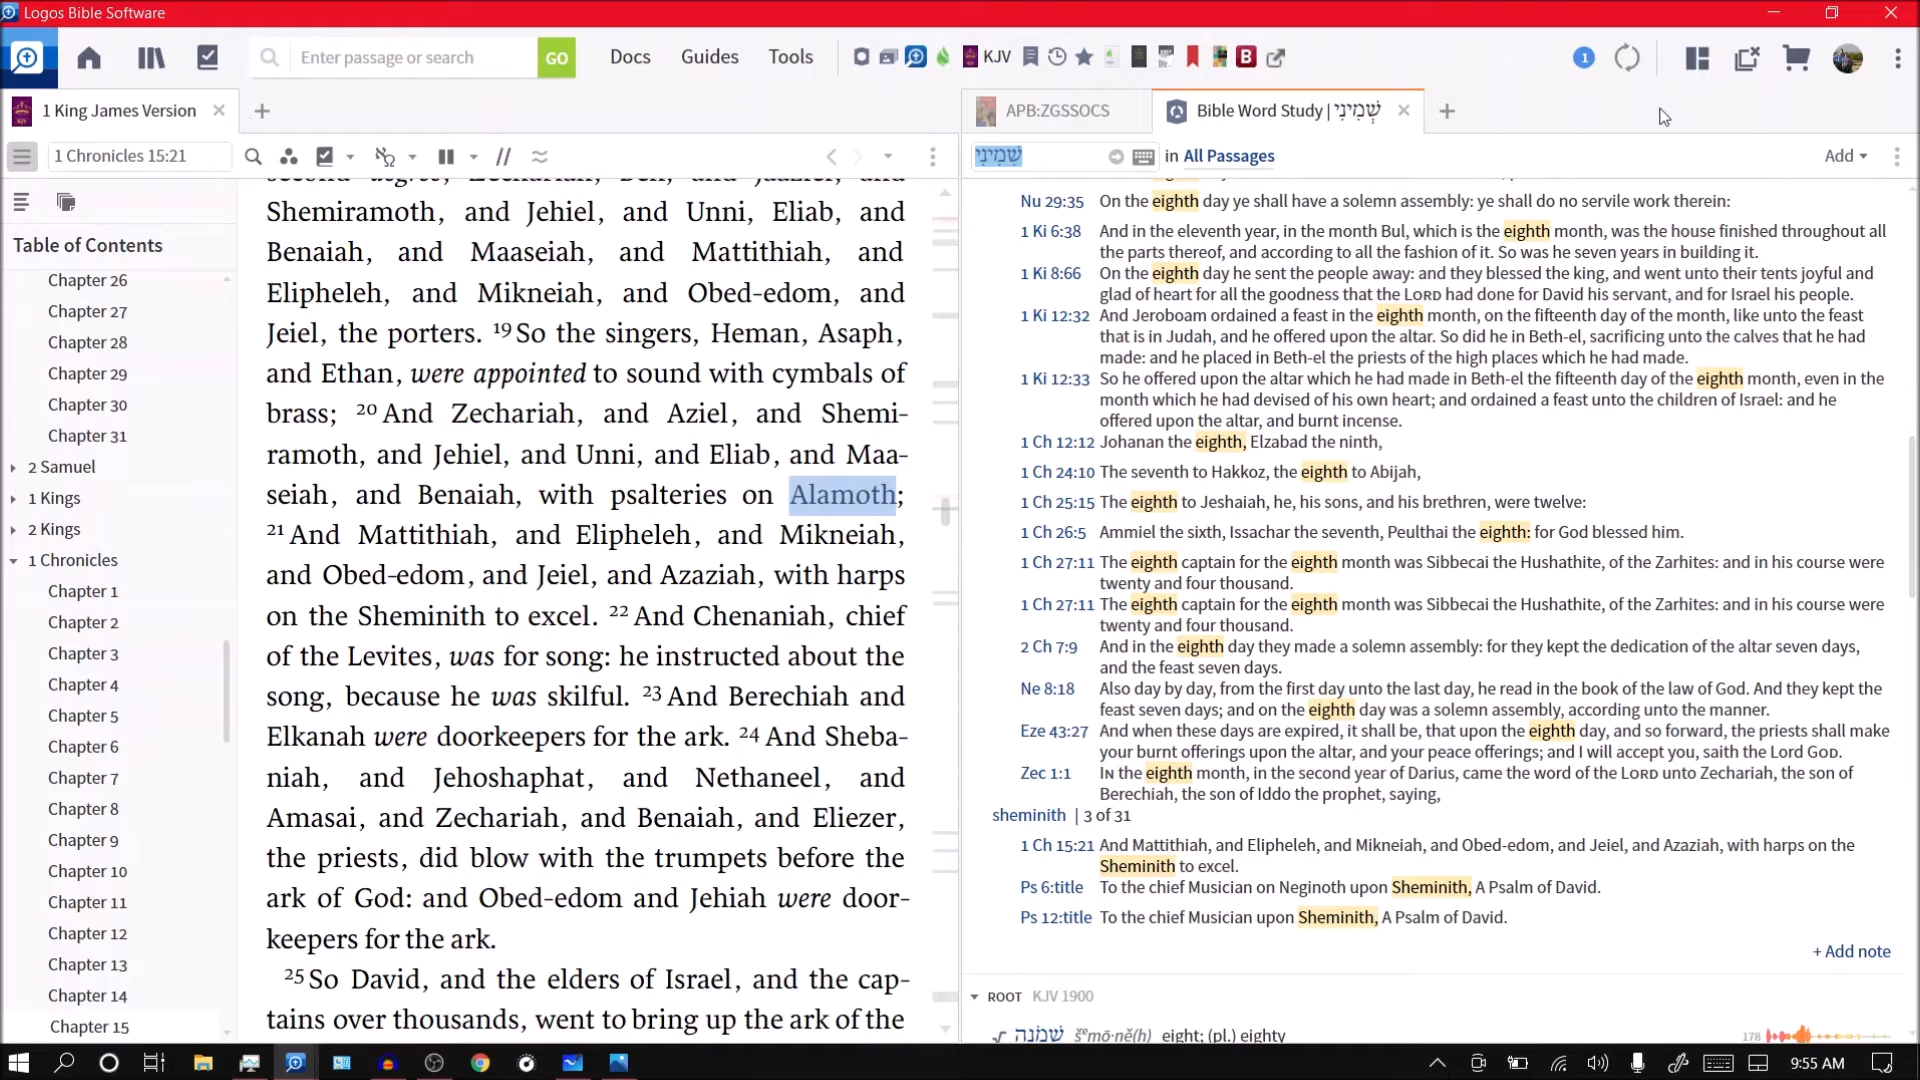 Logos Bible Software
Enter passage or search
GO
Docs
Guides
Tools
KJV
1
1 King James Version
APB:ZGSSOCS
Bible Word Study | שְׁמִינִי
1 Chronicles 15:21
שְׁמִינִי
in All Passages
Add
Table of Contents
Chapter 26
Chapter 27
Chapter 28
Chapter 29
Chapter 30
Chapter 31
2 Samuel
1 Kings
2 Kings
1 Chronicles
Chapter 1
Chapter 2
Chapter 3
Chapter 4
Chapter 5
Chapter 6
Chapter 7
Chapter 8
Chapter 9
Chapter 10
Chapter 11
Chapter 12
Chapter 13
Chapter 14
Chapter 15
Shemiramoth, and Jehiel, and Unni, Eliab, and
Benaiah, and Maaseiah, and Mattithiah, and
Elipheleh, and Mikneiah, and Obed-edom, and
Jeiel, the porters. 19 So the singers, Heman, Asaph,
and Ethan, were appointed to sound with cymbals of
brass; 20 And Zechariah, and Aziel, and Shemi-
ramoth, and Jehiel, and Unni, and Eliab, and Maa-
seiah, and Benaiah, with psalteries on Alamoth;
21 And Mattithiah, and Elipheleh, and Mikneiah,
and Obed-edom, and Jeiel, and Azaziah, with harps
on the Sheminith to excel. 22 And Chenaniah, chief
of the Levites, was for song: he instructed about the
song, because he was skilful. 23 And Berechiah and
Elkanah were doorkeepers for the ark. 24 And Sheba-
niah, and Jehoshaphat, and Nethaneel, and
Amasai, and Zechariah, and Benaiah, and Eliezer,
the priests, did blow with the trumpets before the
ark of God: and Obed-edom and Jehiah were door-
keepers for the ark.
25 So David, and the elders of Israel, and the cap-
tains over thousands, went to bring up the ark of the
Nu 29:35 On the eighth day ye shall have a solemn assembly: ye shall do no servile work therein:
1 Ki 6:38 And in the eleventh year, in the month Bul, which is the eighth month, was the house finished throughout all
the parts thereof, and according to all the fashion of it. So was he seven years in building it.
1 Ki 8:66 On the eighth day he sent the people away: and they blessed the king, and went unto their tents joyful and
glad of heart for all the goodness that the LORD had done for David his servant, and for Israel his people.
1 Ki 12:32 And Jeroboam ordained a feast in the eighth month, on the fifteenth day of the month, like unto the feast
that is in Judah, and he offered upon the altar. So did he in Beth-el, sacrificing unto the calves that he had
made: and he placed in Beth-el the priests of the high places which he had made.
1 Ki 12:33 So he offered upon the altar which he had made in Beth-el the fifteenth day of the eighth month, even in the
month which he had devised of his own heart; and ordained a feast unto the children of Israel: and he
offered upon the altar, and burnt incense.
1 Ch 12:12 Johanan the eighth, Elzabad the ninth,
1 Ch 24:10 The seventh to Hakkoz, the eighth to Abijah,
1 Ch 25:15 The eighth to Jeshaiah, he, his sons, and his brethren, were twelve:
1 Ch 26:5 Ammiel the sixth, Issachar the seventh, Peulthai the eighth: for God blessed him.
1 Ch 27:11 The eighth captain for the eighth month was Sibbecai the Hushathite, of the Zarhites: and in his course were
twenty and four thousand.
1 Ch 27:11 The eighth captain for the eighth month was Sibbecai the Hushathite, of the Zarhites: and in his course were
twenty and four thousand.
2 Ch 7:9 And in the eighth day they made a solemn assembly: for they kept the dedication of the altar seven days,
and the feast seven days.
Ne 8:18 Also day by day, from the first day unto the last day, he read in the book of the law of God. And they kept the
feast seven days; and on the eighth day was a solemn assembly, according unto the manner.
Eze 43:27 And when these days are expired, it shall be, that upon the eighth day, and so forward, the priests shall make
your burnt offerings upon the altar, and your peace offerings; and I will accept you, saith the Lord GOD.
Zec 1:1 IN the eighth month, in the second year of Darius, came the word of the LORD unto Zechariah, the son of
Berechiah, the son of Iddo the prophet, saying,
sheminith | 3 of 31
1 Ch 15:21 And Mattithiah, and Elipheleh, and Mikneiah, and Obed-edom, and Jeiel, and Azaziah, with harps on the
Sheminith to excel.
Ps 6:title To the chief Musician on Neginoth upon Sheminith, A Psalm of David.
Ps 12:title To the chief Musician upon Sheminith, A Psalm of David.
+ Add note
ROOT KJV 1900
שְׁמֹנֶה šᵉmō·nĕ(h) eight; (pl.) eighty
178
9:55 AM